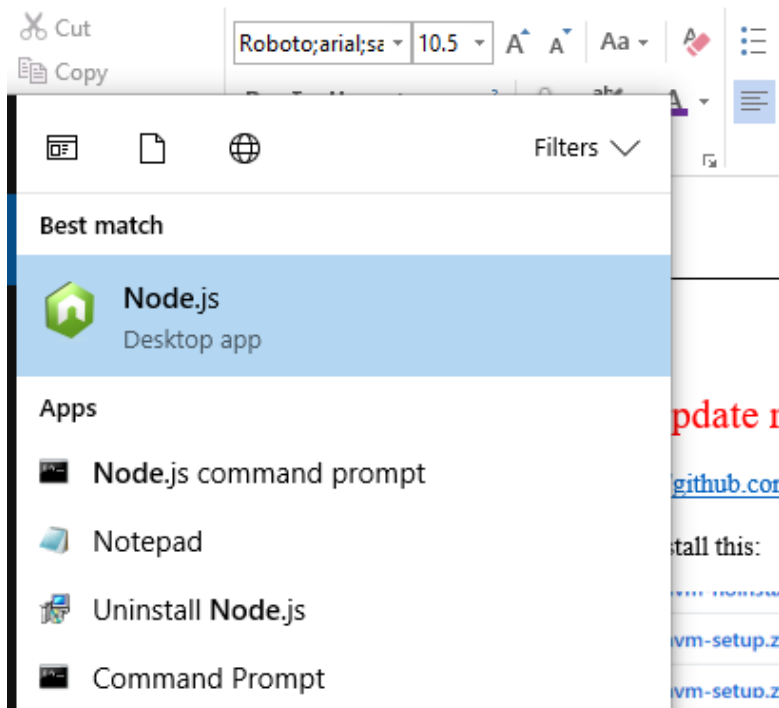 Cut
Roboto;arial;sa 10.5 Aa
Copy
Filters
Best match
Node.js
Desktop app
Apps
pdate
Node.js command prompt
github.com
Notepad
stall this:
Uninstall Node.js
vm-setup.z
Command Prompt
vm-setup.z